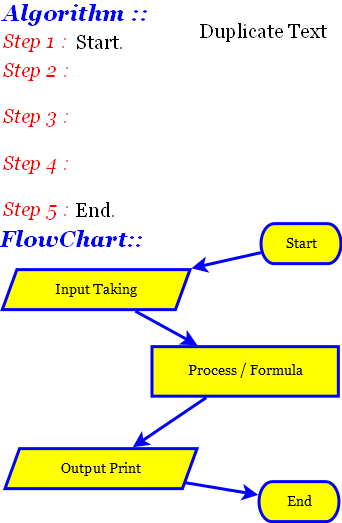 Algorithm ::
Duplicate Text
Step 1 : Start.
Step 2 :
Step 3 :
Step 4 :
Step 5 : End.
FlowChart::
Start
Input Taking
Process / Formula
Output Print
End